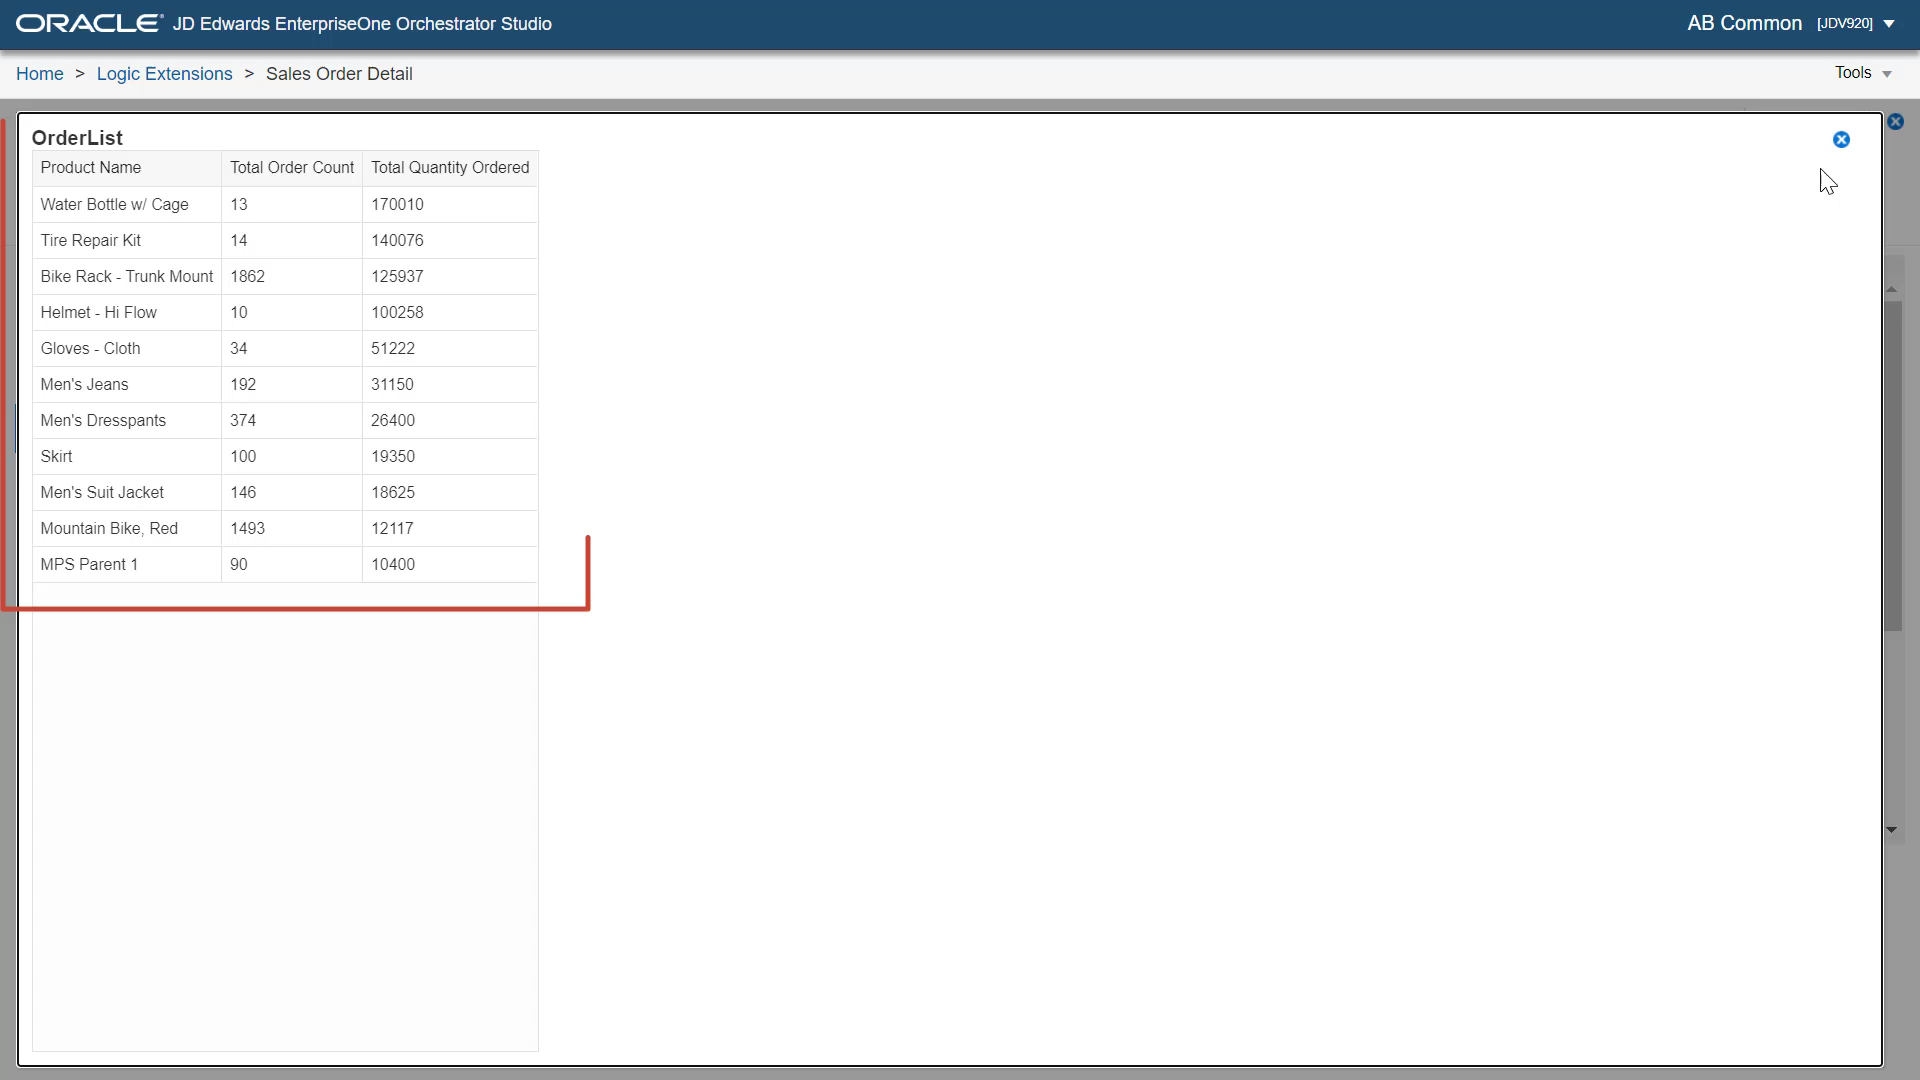 ORACLE® JD Edwards EnterpriseOne Orchestrator Studio AB Common [JDV920]
Home > Logic Extensions > Sales Order Detail Tools
OrderList
Product Name Total Order Count Total Quantity Ordered
Water Bottle w/ Cage 13 170010
Tire Repair Kit 14 140076
Bike Rack - Trunk Mount 1862 125937
Helmet - Hi Flow 10 100258
Gloves - Cloth 34 51222
Men's Jeans 192 31150
Men's Dresspants 374 26400
Skirt 100 19350
Men's Suit Jacket 146 18625
Mountain Bike, Red 1493 12117
MPS Parent 1 90 10400